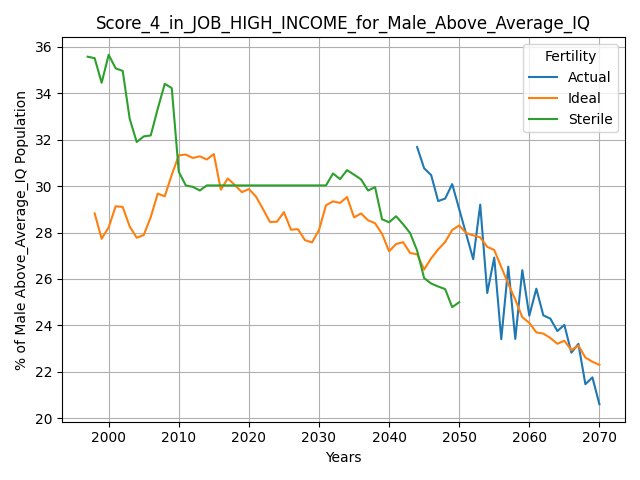 Score_4_in_JOB_HIGH_INCOME_for_Male_Above_Average_IQ
% of Male Above_Average_IQ Population
36
34
32
30
28
26
24
22
20
Fertility
Actual
Ideal
Sterile
2000 2010 2020 2030 2040 2050 2060 2070
Years